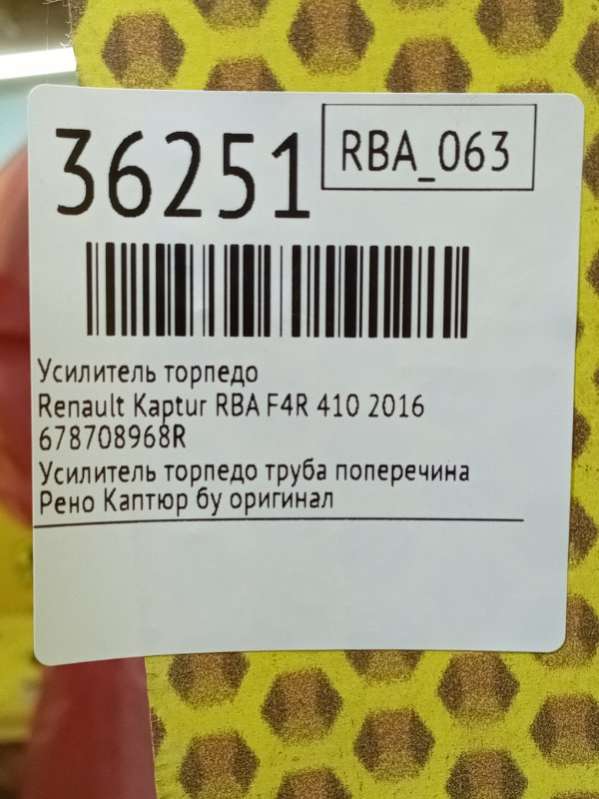 36251
RBA_063
Усилитель торпедо
Renault Kaptur RBA F4R 410 2016
678708968R
Усилитель торпедо труба поперечина
Рено Каптюр бу оригинал